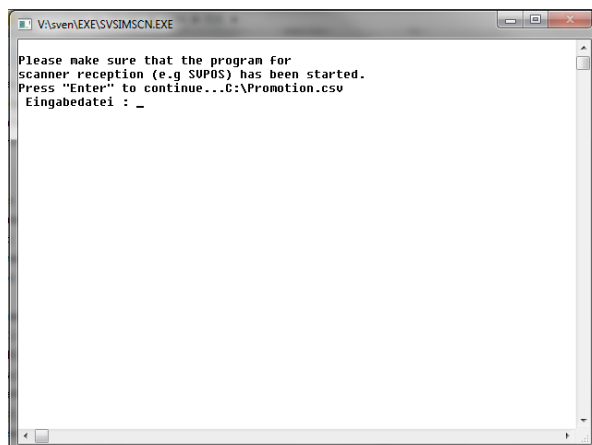 V:\sven\EXE\SVSIMSCN.EXE
Please make sure that the program for
scanner reception (e.g SVPOS) has been started.
Press "Enter" to continue...C:\Promotion.csv
Eingabedatei : _